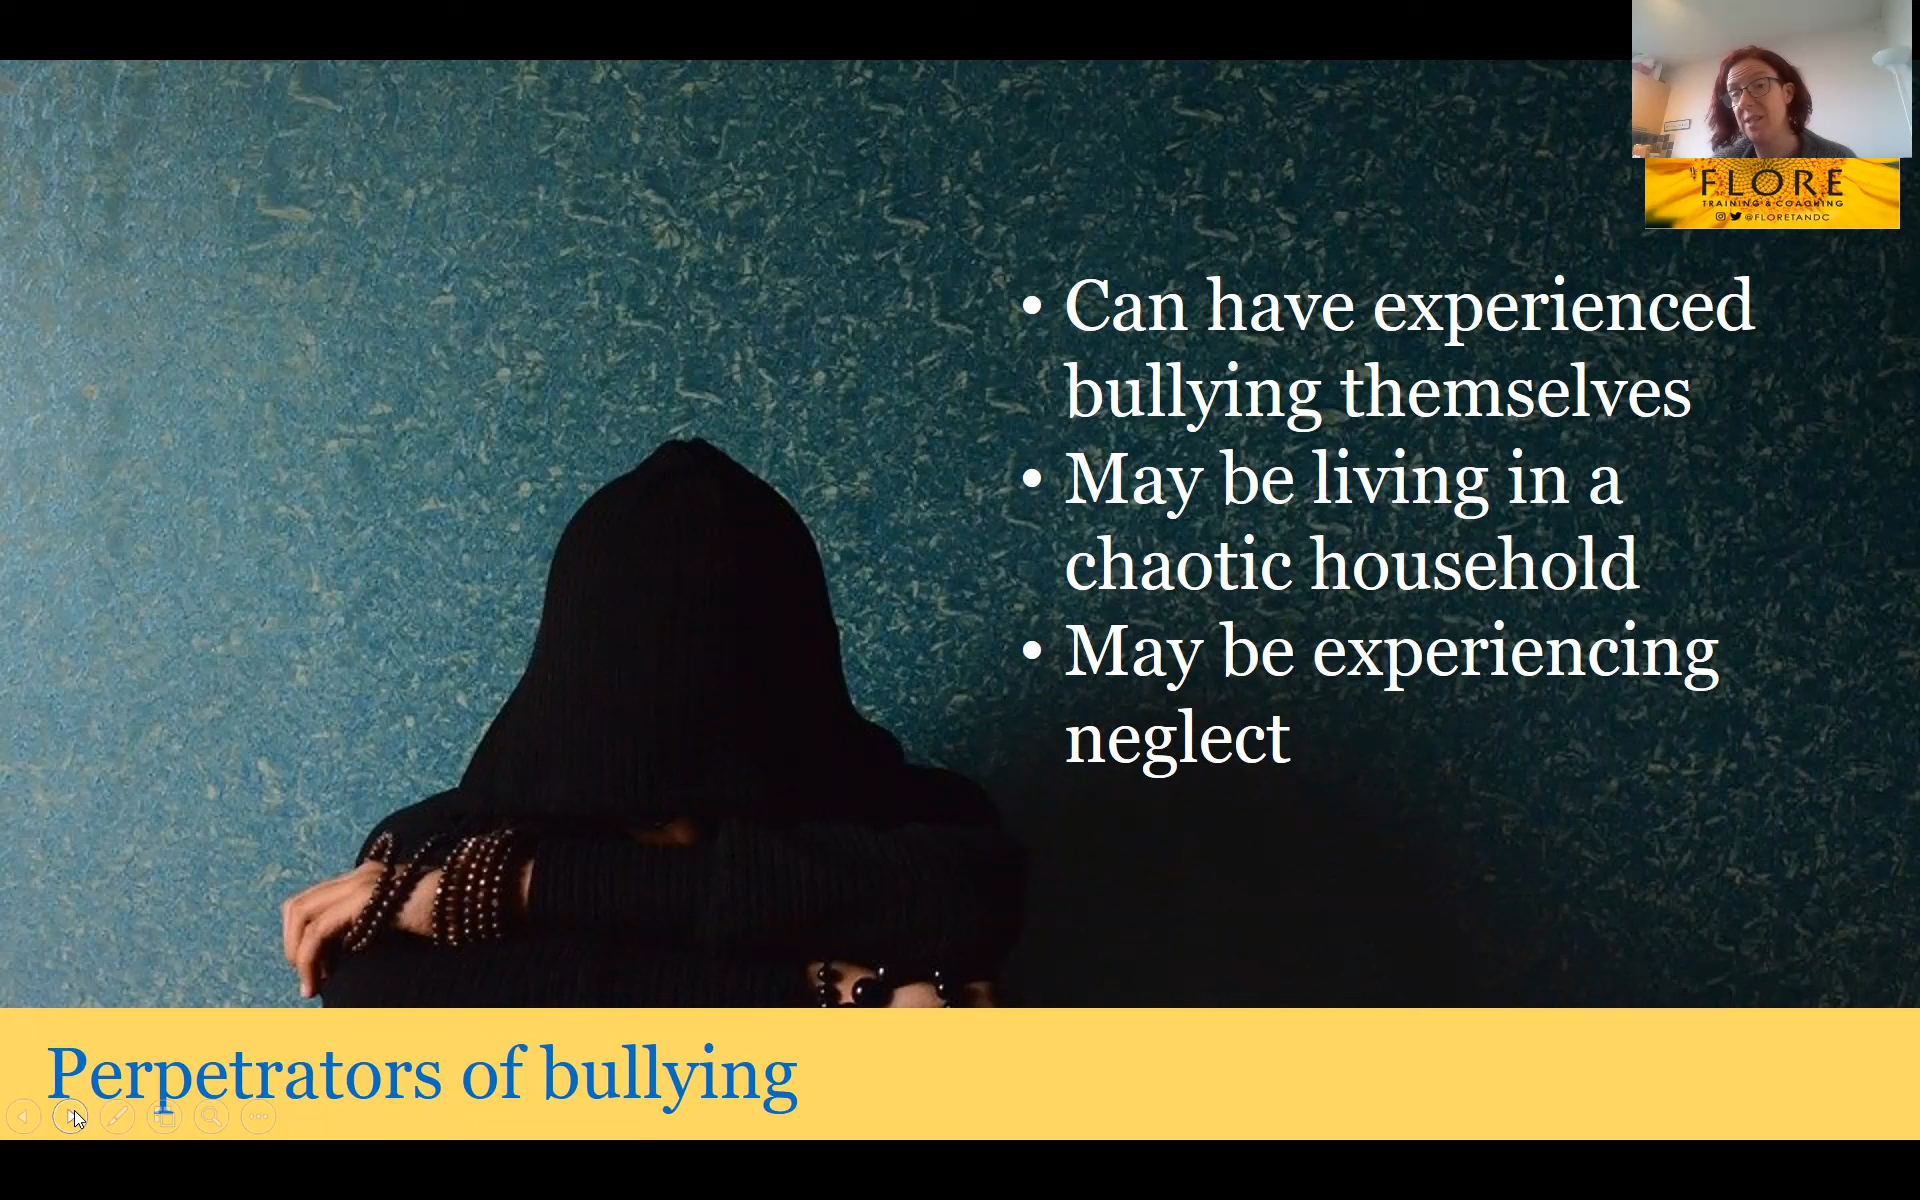 FLORE
TRAINING & COACHING
@FLORETANDC
• Can have experienced
bullying themselves
• May be living in a
chaotic household
• May be experiencing
neglect
Perpetrators of bullying